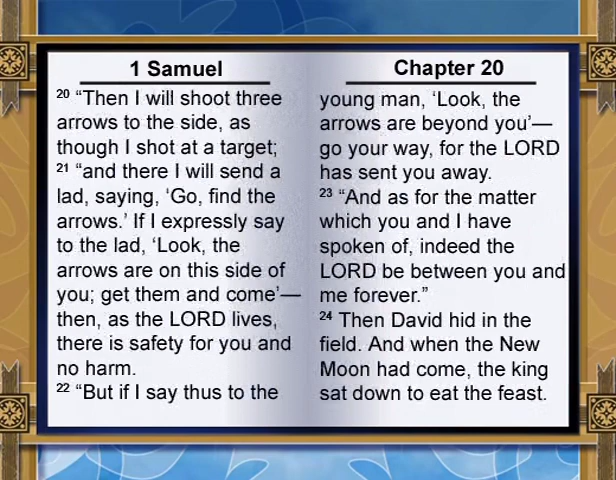 1 Samuel
²⁰ “Then I will shoot three
arrows to the side, as
though I shot at a target;
²¹ “and there I will send a
lad, saying, ‘Go, find the
arrows.’ If I expressly say
to the lad, ‘Look, the
arrows are on this side of
you; get them and come’—
then, as the LORD lives,
there is safety for you and
no harm.
²² “But if I say thus to the
Chapter 20
young man, ‘Look, the
arrows are beyond you’—
go your way, for the LORD
has sent you away.
²³ “And as for the matter
which you and I have
spoken of, indeed the
LORD be between you and
me forever.”
²⁴ Then David hid in the
field. And when the New
Moon had come, the king
sat down to eat the feast.